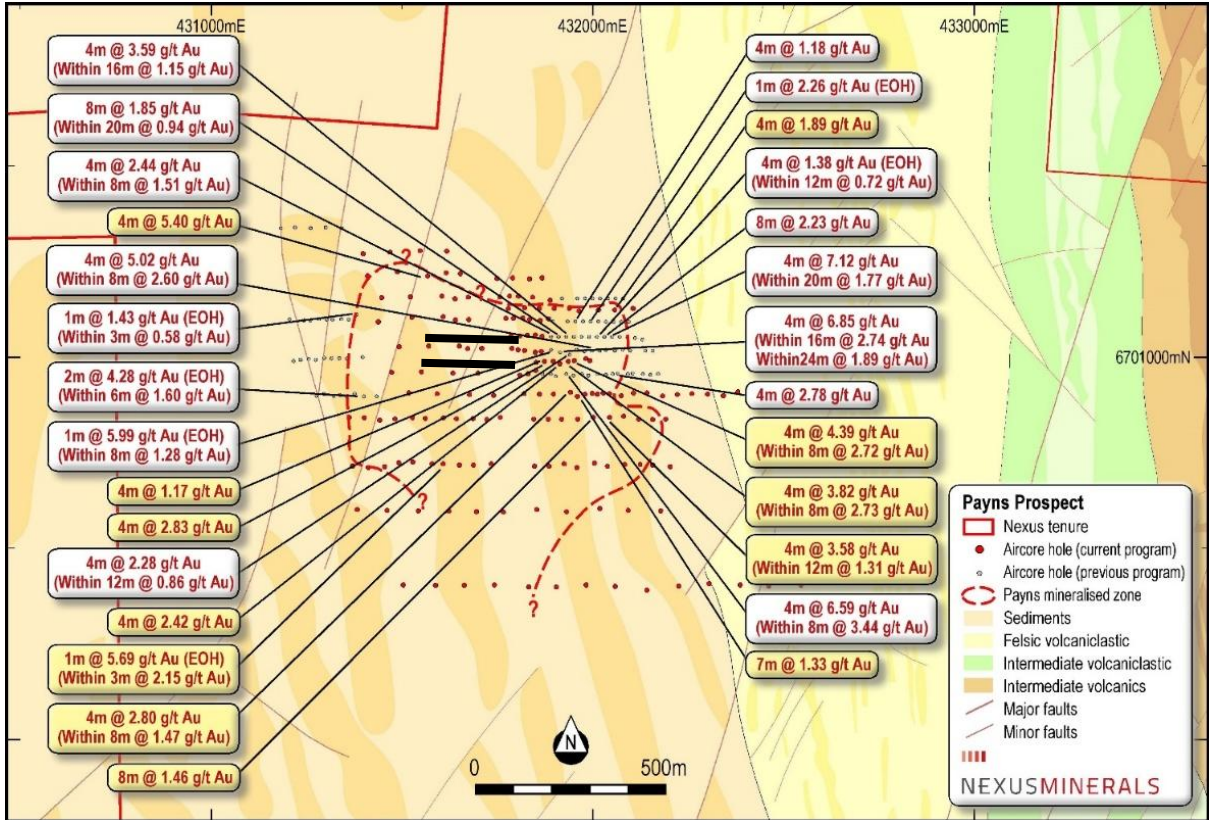 431000mE
432000mE
433000mE
4m @ 3.59 g/t Au
(Within 16m @ 1.15 g/t Au)
8m @ 1.85 g/t Au
(Within 20m @ 0.94 g/t Au)
4m @ 2.44 g/t Au
(Within 8m @ 1.51 g/t Au)
4m @ 5.40 g/t Au
4m @ 5.02 g/t Au
(Within 8m @ 2.60 g/t Au)
1m @ 1.43 g/t Au (EOH)
(Within 3m @ 0.58 g/t Au)
2m @ 4.28 g/t Au (EOH)
(Within 6m @ 1.60 g/t Au)
1m @ 5.99 g/t Au (EOH)
(Within 8m @ 1.28 g/t Au)
4m @ 1.17 g/t Au
4m @ 2.83 g/t Au
4m @ 2.28 g/t Au
(Within 12m @ 0.86 g/t Au)
4m @ 2.42 g/t Au
1m @ 5.69 g/t Au (EOH)
(Within 3m @ 2.15 g/t Au)
4m @ 2.80 g/t Au
(Within 8m @ 1.47 g/t Au)
8m @ 1.46 g/t Au
?
?
?
?
N
0 500m
4m @ 1.18 g/t Au
1m @ 2.26 g/t Au (EOH)
4m @ 1.89 g/t Au
4m @ 1.38 g/t Au (EOH)
(Within 12m @ 0.72 g/t Au)
8m @ 2.23 g/t Au
4m @ 7.12 g/t Au
(Within 20m @ 1.77 g/t Au)
4m @ 6.85 g/t Au
(Within 16m @ 2.74 g/t Au
Within24m @ 1.89 g/t Au)
4m @ 2.78 g/t Au
4m @ 4.39 g/t Au
(Within 8m @ 2.72 g/t Au)
4m @ 3.82 g/t Au
(Within 8m @ 2.73 g/t Au)
4m @ 3.58 g/t Au
(Within 12m @ 1.31 g/t Au)
4m @ 6.59 g/t Au
(Within 8m @ 3.44 g/t Au)
7m @ 1.33 g/t Au
6701000mN
Payns Prospect
Nexus tenure
Aircore hole (current program)
Aircore hole (previous program)
Payns mineralised zone
Sediments
Felsic volcaniclastic
Intermediate volcaniclastic
Intermediate volcanics
Major faults
Minor faults
NEXUSMINERALS